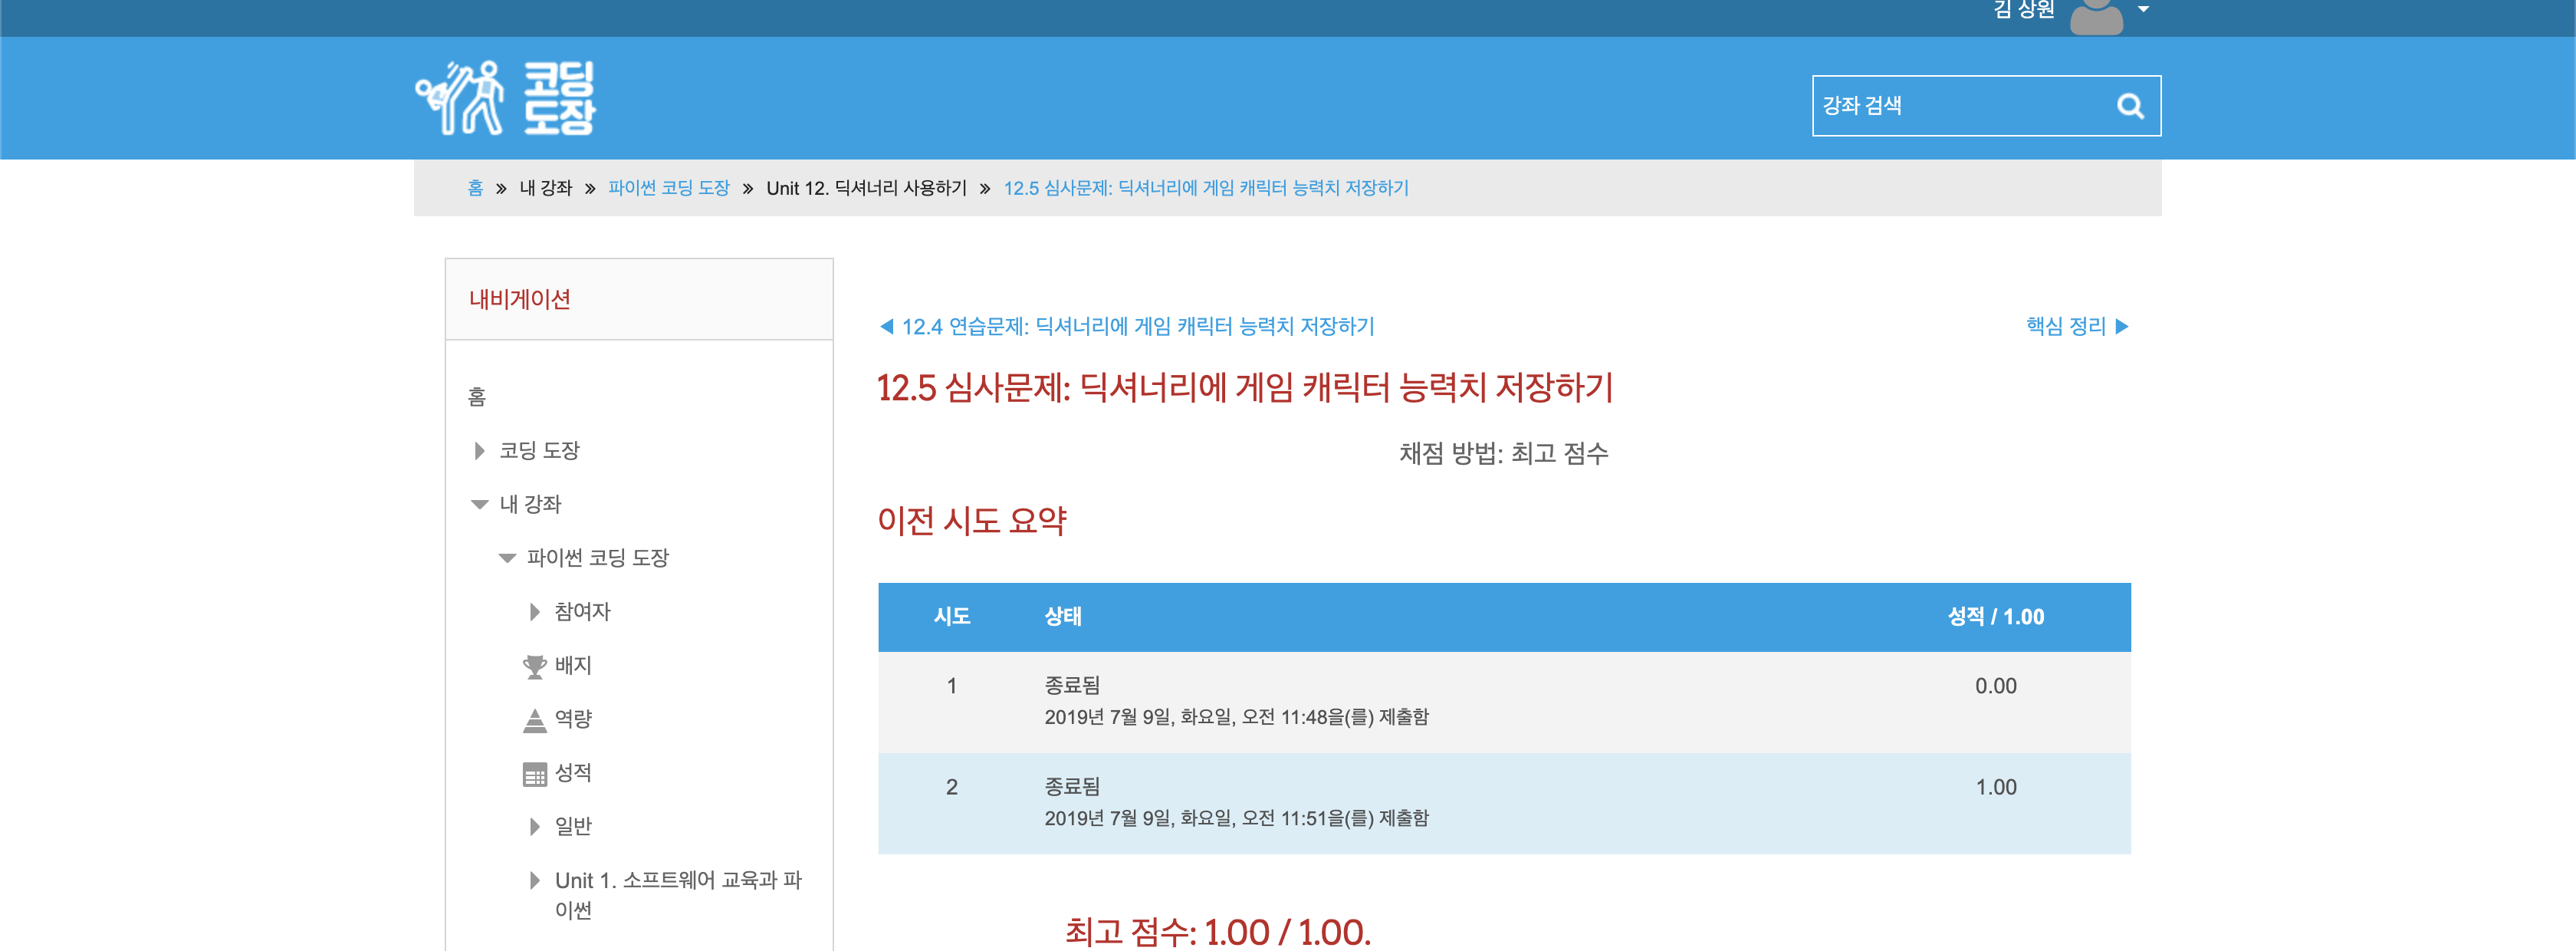 김 상원
코딩
도장
강좌 검색
홈 » 내 강좌 » 파이썬 코딩 도장 » Unit 12. 딕셔너리 사용하기 » 12.5 심사문제: 딕셔너리에 게임 캐릭터 능력치 저장하기
내비게이션
홈
코딩 도장
내 강좌
파이썬 코딩 도장
참여자
배지
역량
성적
일반
Unit 1. 소프트웨어 교육과 파
이썬
◀ 12.4 연습문제: 딕셔너리에 게임 캐릭터 능력치 저장하기
핵심 정리 ▶
12.5 심사문제: 딕셔너리에 게임 캐릭터 능력치 저장하기
채점 방법: 최고 점수
이전 시도 요약
시도 상태 성적 / 1.00
1 종료됨 0.00
2019년 7월 9일, 화요일, 오전 11:48을(를) 제출함
2 종료됨 1.00
2019년 7월 9일, 화요일, 오전 11:51을(를) 제출함
최고 점수: 1.00 / 1.00.